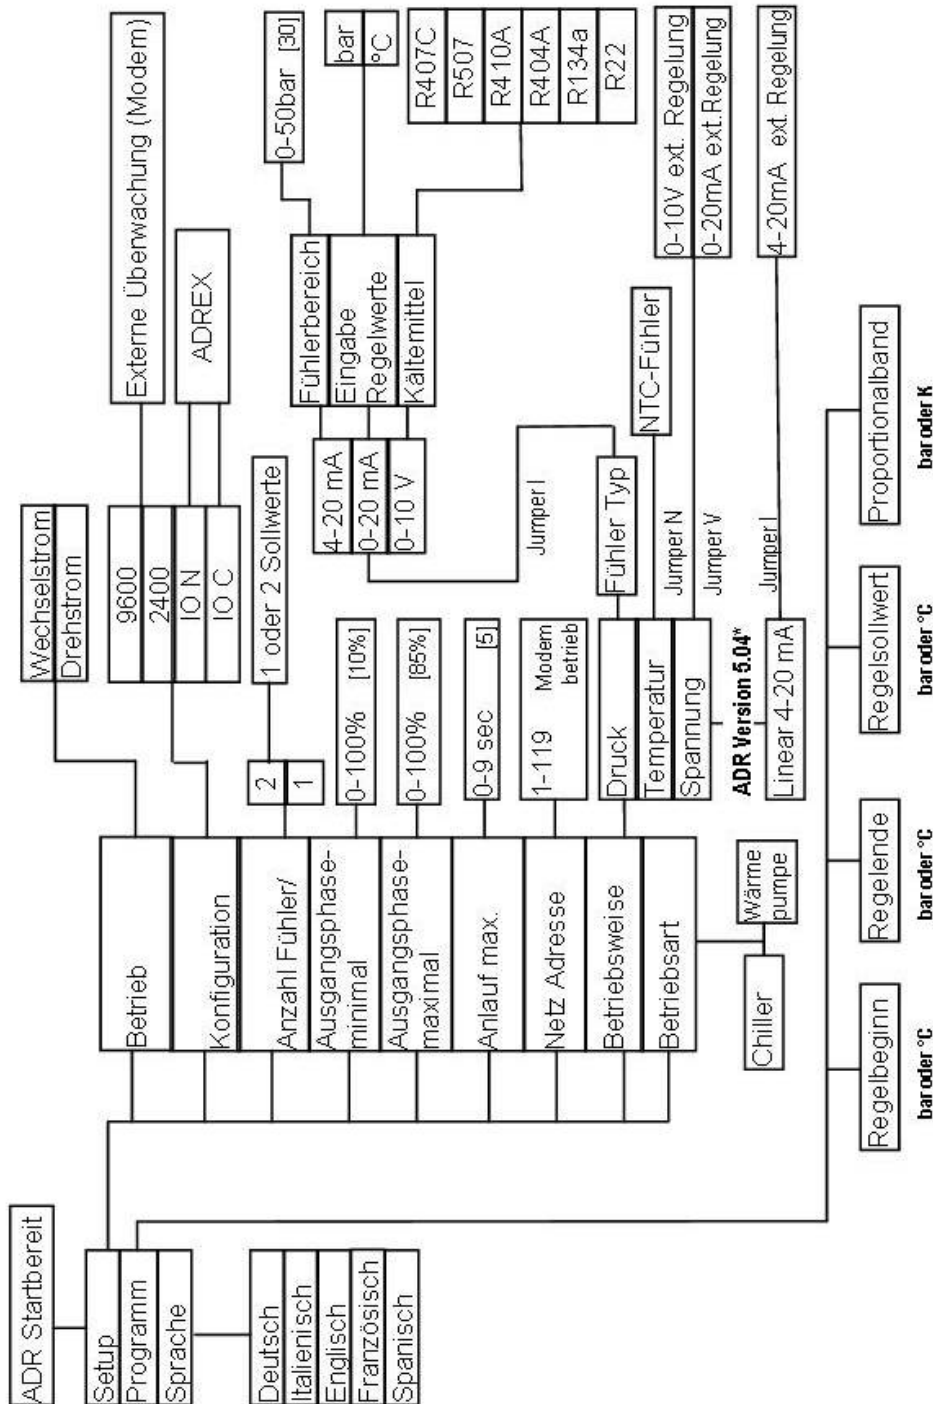 ADR Startbereit
Setup
Programm
Sprache
Deutsch
Italienisch
Englisch
Französisch
Spanisch
Betrieb
Konfiguration
Anzahl Fühler/
Ausgangsphase-
minimal
Ausgangsphase-
maximal
Anlauf max.
Netz Adresse
Betriebsweise
Betriebsart
Chiller
Wärme
pumpe
Wechselstrom
Drehstrom
9600
2400
IO N
IO C
Externe Überwachung (Modem)
ADREX
2
1
1 oder 2 Sollwerte
0-100% [10%]
0-100% [85%]
0-9 sec [5]
1-119 Modem
betrieb
Druck
Temperatur
Spannung
ADR Version 5.04*
Linear 4-20 mA
Fühler Typ
Jumper I
4-20 mA
0-20 mA
0-10 V
Fühlerbereich
Eingabe
Regelwerte
Kältemittel
0-50bar [30]
bar
°C
R407C
R507
R410A
R404A
R134a
R22
Jumper N
NTC-Fühler
Jumper V
0-10V ext. Regelung
0-20mA ext.Regelung
Jumper I
4-20mA ext. Regelung
Regelbeginn
bar oder °C
Regelende
bar oder °C
Regelsollwert
bar oder °C
Proportionalband
bar oder K